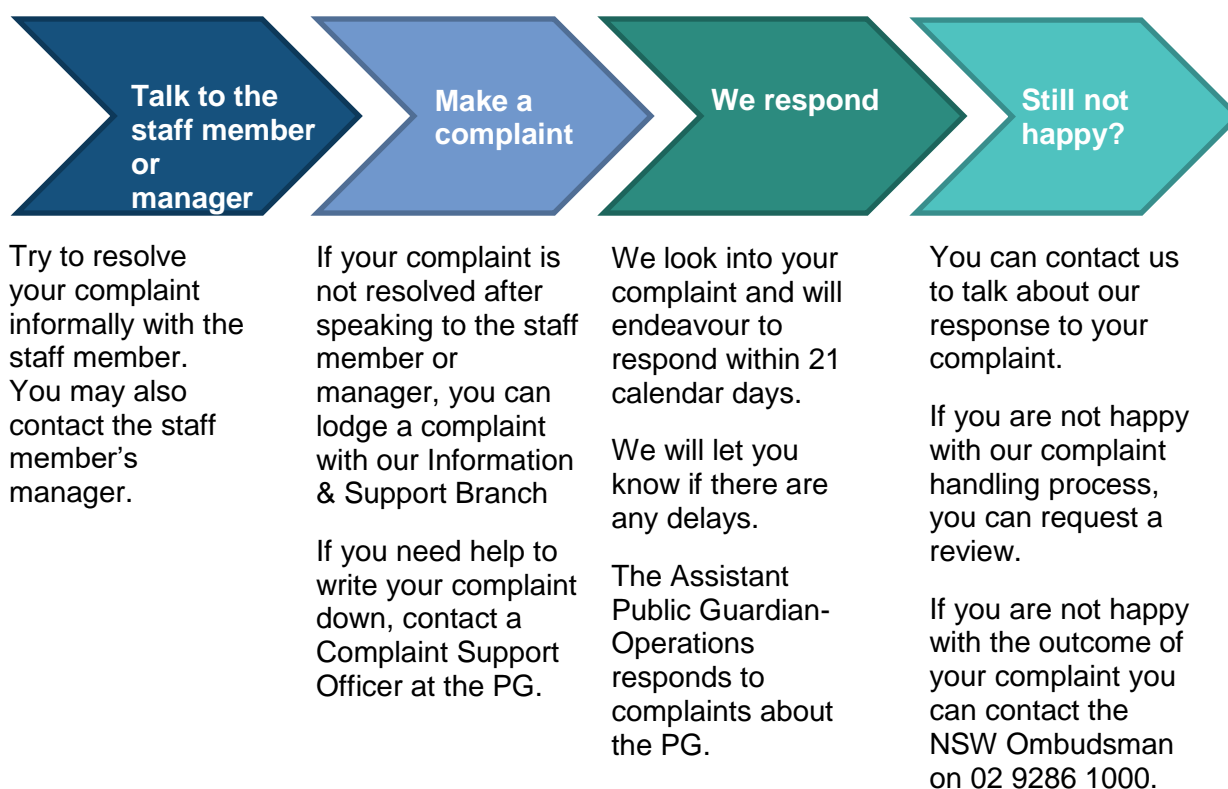 Talk to the
staff member
or
manager
Make a
complaint
We respond
Still not
happy?
Try to resolve
your complaint
informally with the
staff member.
You may also
contact the staff
member’s
manager.
If your complaint is
not resolved after
speaking to the staff
member or
manager, you can
lodge a complaint
with our Information
& Support Branch
If you need help to
write your complaint
down, contact a
Complaint Support
Officer at the PG.
We look into your
complaint and will
endeavour to
respond within 21
calendar days.
We will let you
know if there are
any delays.
The Assistant
Public Guardian-
Operations
responds to
complaints about
the PG.
You can contact us
to talk about our
response to your
complaint.
If you are not happy
with our complaint
handling process,
you can request a
review.
If you are not happy
with the outcome of
your complaint you
can contact the
NSW Ombudsman
on 02 9286 1000.